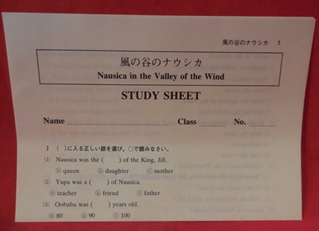 風の谷のナウシカ 1
風の谷のナウシカ
Nausica in the Valley of the Wind
STUDY SHEET
Name Class No.
I ( )に入る正しい語を選び,○で囲みなさい。
(1) Nausica was the ( ) of the King, Jill.
ⓐ queen ⓑ daughter ⓒ mother
(2) Yupa was a ( ) of Nausica.
ⓐ teacher ⓑ friend ⓒ father
(3) Oobaba was ( ) years old.
ⓐ 80 ⓑ 90 ⓒ 100